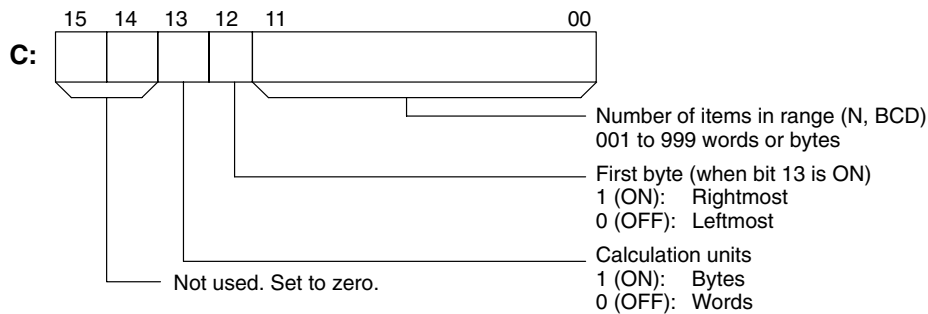 15 14 13 12 11 00
C:
Number of items in range (N, BCD)
001 to 999 words or bytes
First byte (when bit 13 is ON)
1 (ON): Rightmost
0 (OFF): Leftmost
Calculation units
1 (ON): Bytes
0 (OFF): Words
Not used. Set to zero.